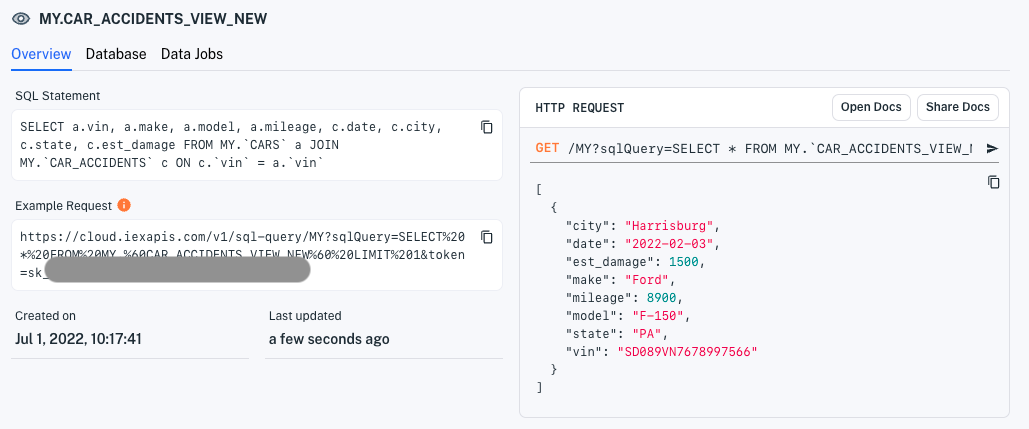 MY.CAR_ACCIDENTS_VIEW_NEW
Overview Database Data Jobs
SQL Statement
SELECT a.vin, a.make, a.model, a.mileage, c.date, c.city,
c.state, c.est_damage FROM MY.`CARS` a JOIN
MY.`CAR_ACCIDENTS` c ON c.`vin` = a.`vin`
Example Request
https://cloud.iexapis.com/v1/sql-query/MY?sqlQuery=SELECT%20
*%20FROM%20MY.%60CAR_ACCIDENTS_VIEW_NEW%60%20LIMIT%201&token
=sk_
Created on
Jul 1, 2022, 10:17:41
Last updated
a few seconds ago
HTTP REQUEST
Open Docs
Share Docs
GET /MY?sqlQuery=SELECT * FROM MY.`CAR_ACCIDENTS_VIEW_
[
{
"city": "Harrisburg",
"date": "2022-02-03",
"est_damage": 1500,
"make": "Ford",
"mileage": 8900,
"model": "F-150",
"state": "PA",
"vin": "SD089VN7678997566"
}
]